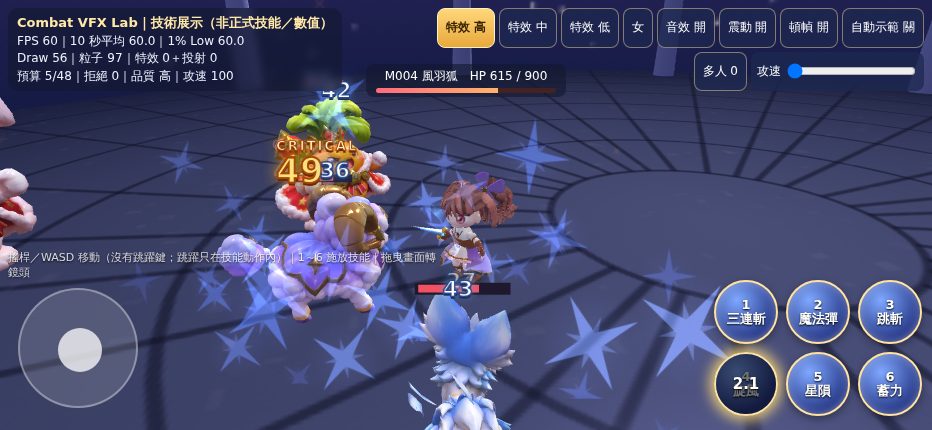 Combat VFX Lab｜技術展示（非正式技能／數值）
FPS 60｜10 秒平均 60.0｜1% Low 60.0
Draw 56｜粒子 97｜特效 0＋投射 0
預算 5/48｜拒絕 0｜品質 高｜攻速 100
特效 高
特效 中
特效 低
女
音效 開
震動 開
頓幀 開
自動示範 關
多人 0
攻速
M004 風羽狐 HP 615 / 900
42
CRITICAL
49
36
43
搖桿／WASD 移動（沒有跳躍鍵；跳躍只在技能動作內）｜1–6 施放技能｜拖曳畫面轉
鏡頭
1
三連斬
2
魔法彈
3
跳斬
2.1
旋風
5
星隕
6
蓄力